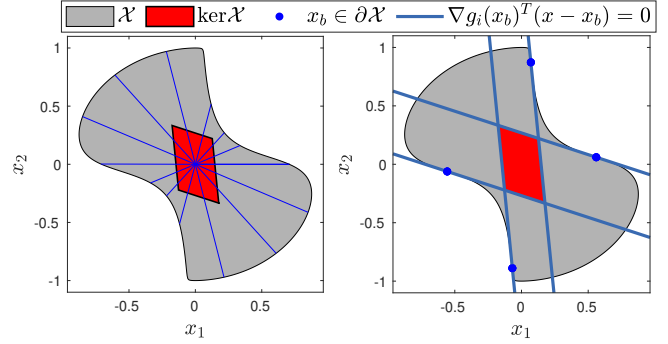 𝒳 ker𝒳 x_b ∈ ∂𝒳 ∇g_i(x_b)^T(x − x_b) = 0
1 1
0.5 0.5
x_2 0 x_2 0
-0.5 -0.5
-1 -1
-0.5 0 0.5 -0.5 0 0.5
x_1 x_1